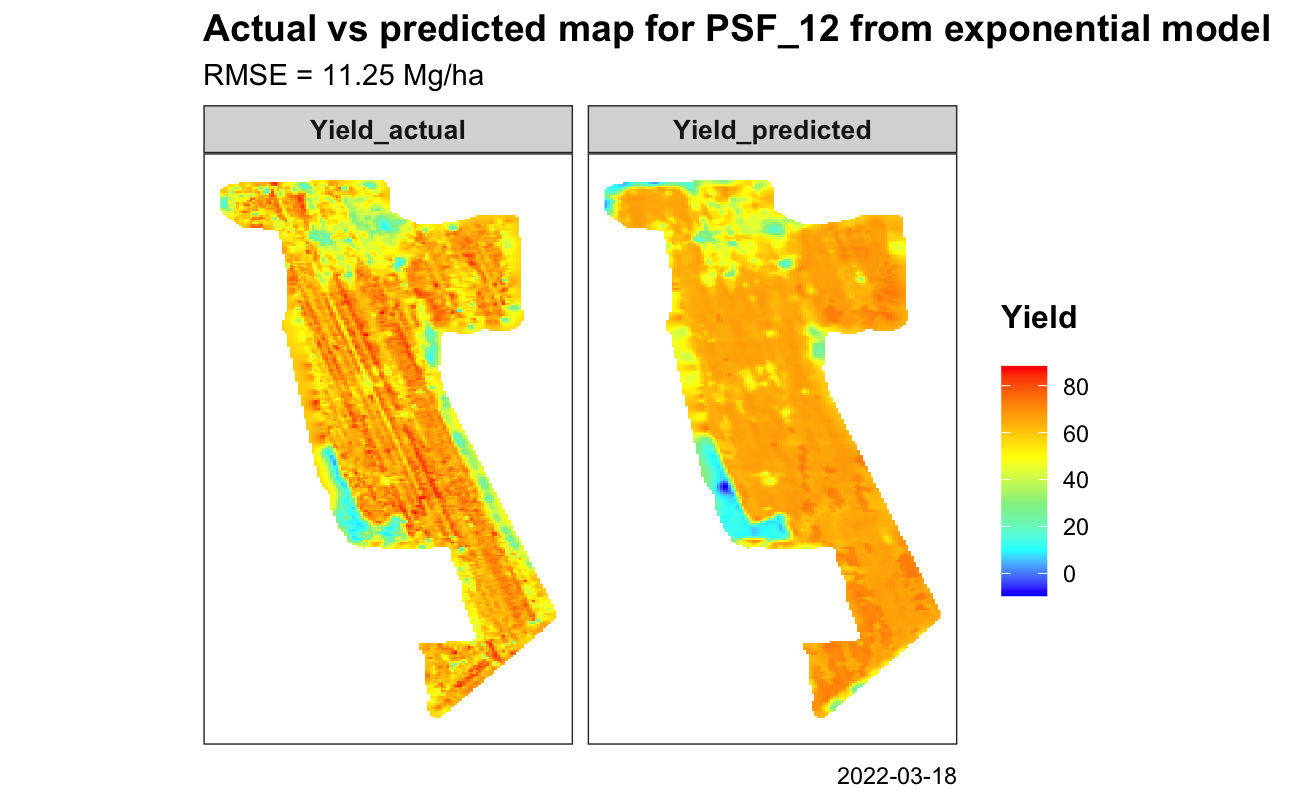 Actual vs predicted map for PSF_12 from exponential model
RMSE = 11.25 Mg/ha
Yield_actual
Yield_predicted
Yield
80
60
40
20
0
2022-03-18